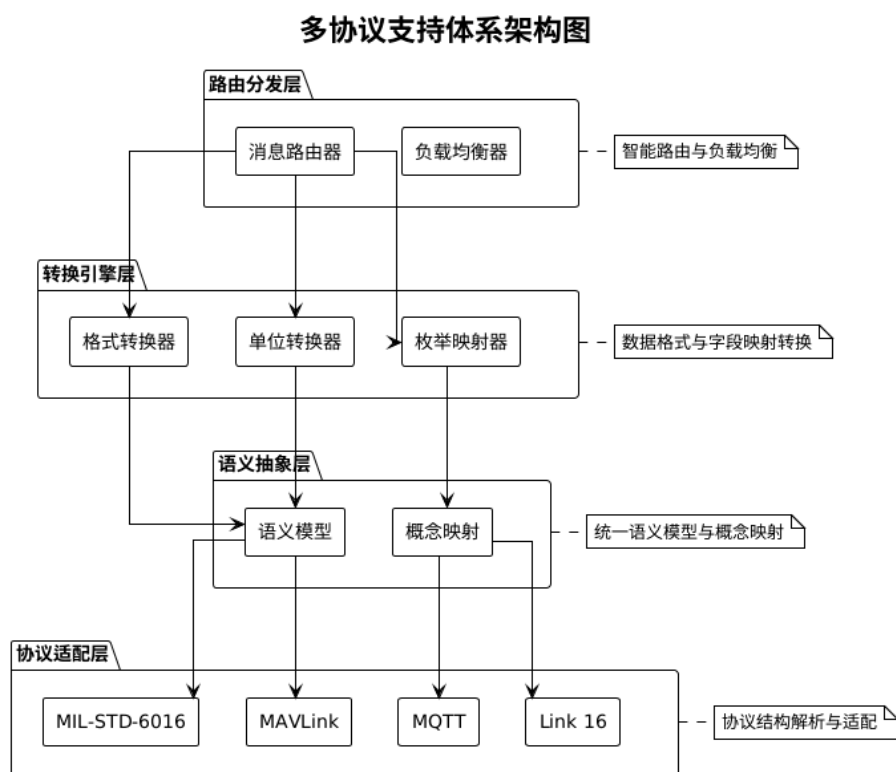 多协议支持体系架构图
路由分发层
消息路由器
负载均衡器
智能路由与负载均衡
转换引擎层
格式转换器
单位转换器
枚举映射器
数据格式与字段映射转换
语义抽象层
语义模型
概念映射
统一语义模型与概念映射
协议适配层
MIL-STD-6016
MAVLink
MQTT
Link 16
协议结构解析与适配